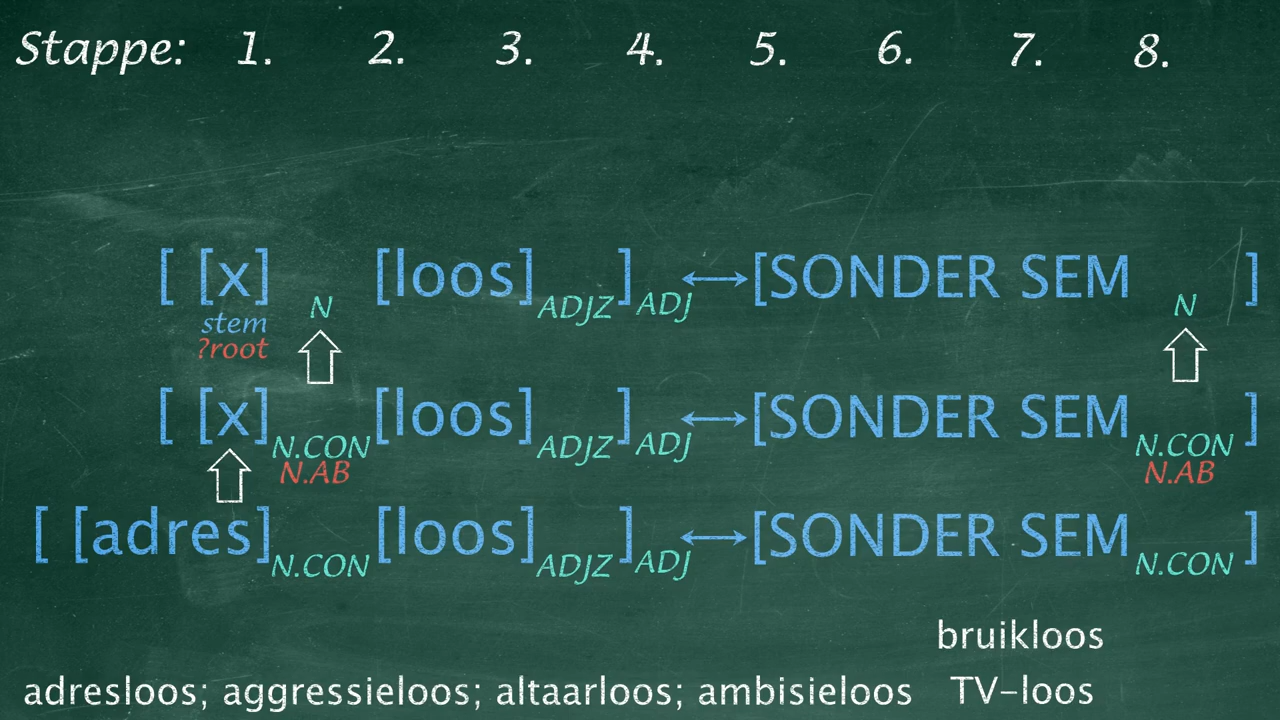 Stappe: 1. 2. 3. 4. 5. 6. 7. 8.
[ [x] N [loos] ADJZ ] ADJ ↔ [SONDER SEM N ]
stem
?root
[ [x] N.CON [loos] ADJZ ] ADJ ↔ [SONDER SEM N.CON ]
N.AB N.AB
[ [adres] N.CON [loos] ADJZ ] ADJ ↔ [SONDER SEM N.CON ]
bruikloos
adresloos; aggressieloos; altaarloos; ambisieloos TV-loos